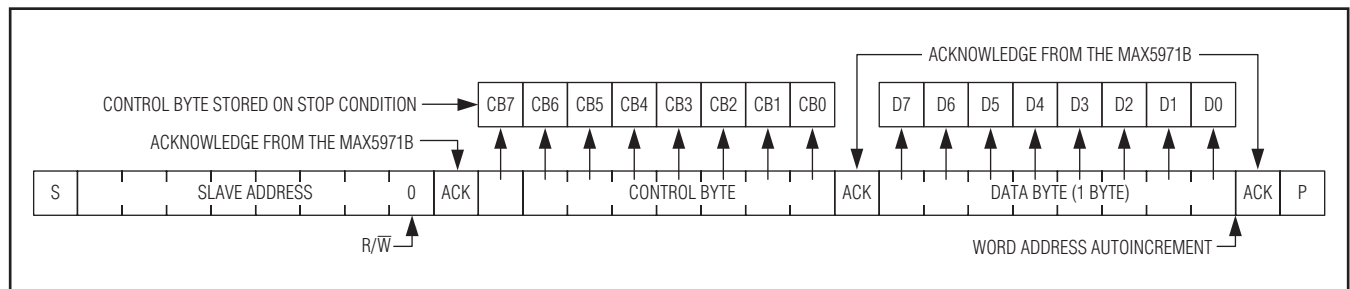 ACKNOWLEDGE FROM THE MAX5971B
CONTROL BYTE STORED ON STOP CONDITION CB7 CB6 CB5 CB4 CB3 CB2 CB1 CB0 D7 D6 D5 D4 D3 D2 D1 D0
ACKNOWLEDGE FROM THE MAX5971B
S SLAVE ADDRESS 0 ACK CONTROL BYTE ACK DATA BYTE (1 BYTE) ACK P
R/W̅ WORD ADDRESS AUTOINCREMENT